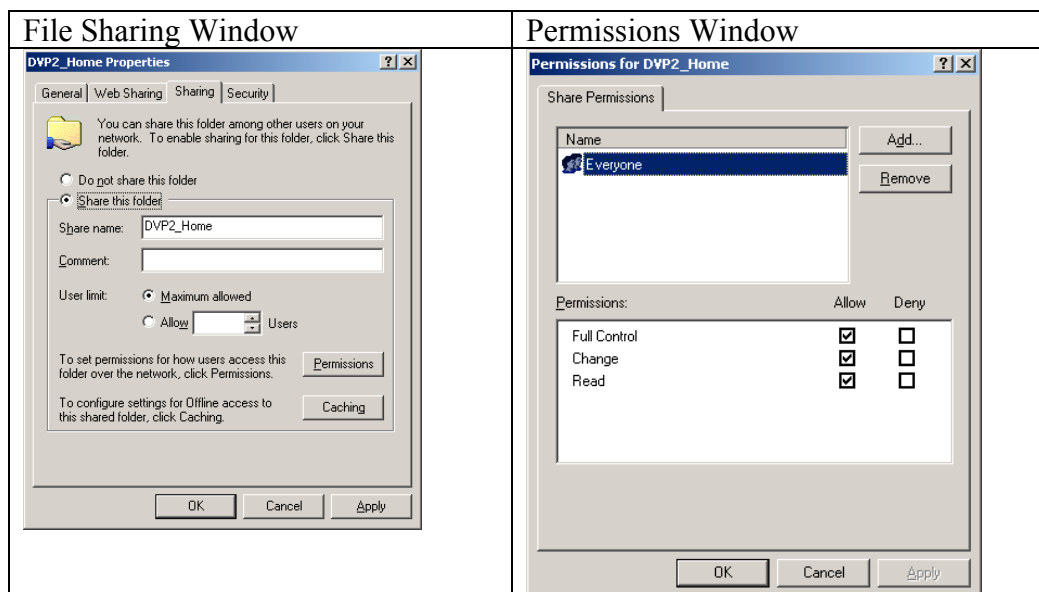 File Sharing Window
DVP2_Home Properties
General Web Sharing Sharing Security
You can share this folder among other users on your
network. To enable sharing for this folder, click Share this
folder.
Do not share this folder
Share this folder
Share name: DVP2_Home
Comment:
User limit: Maximum allowed
Allow Users
To set permissions for how users access this
folder over the network, click Permissions.
Permissions
To configure settings for Offline access to
this shared folder, click Caching.
Caching
OK Cancel Apply
Permissions Window
Permissions for DVP2_Home
Share Permissions
Name
Add...
Everyone
Remove
Permissions: Allow Deny
Full Control
Change
Read
OK Cancel Apply